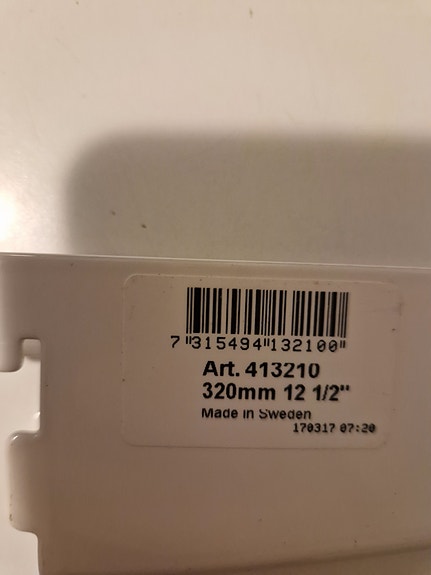 7 315494 132100
Art. 413210
320mm 12 1/2"
Made in Sweden
170317 07:20